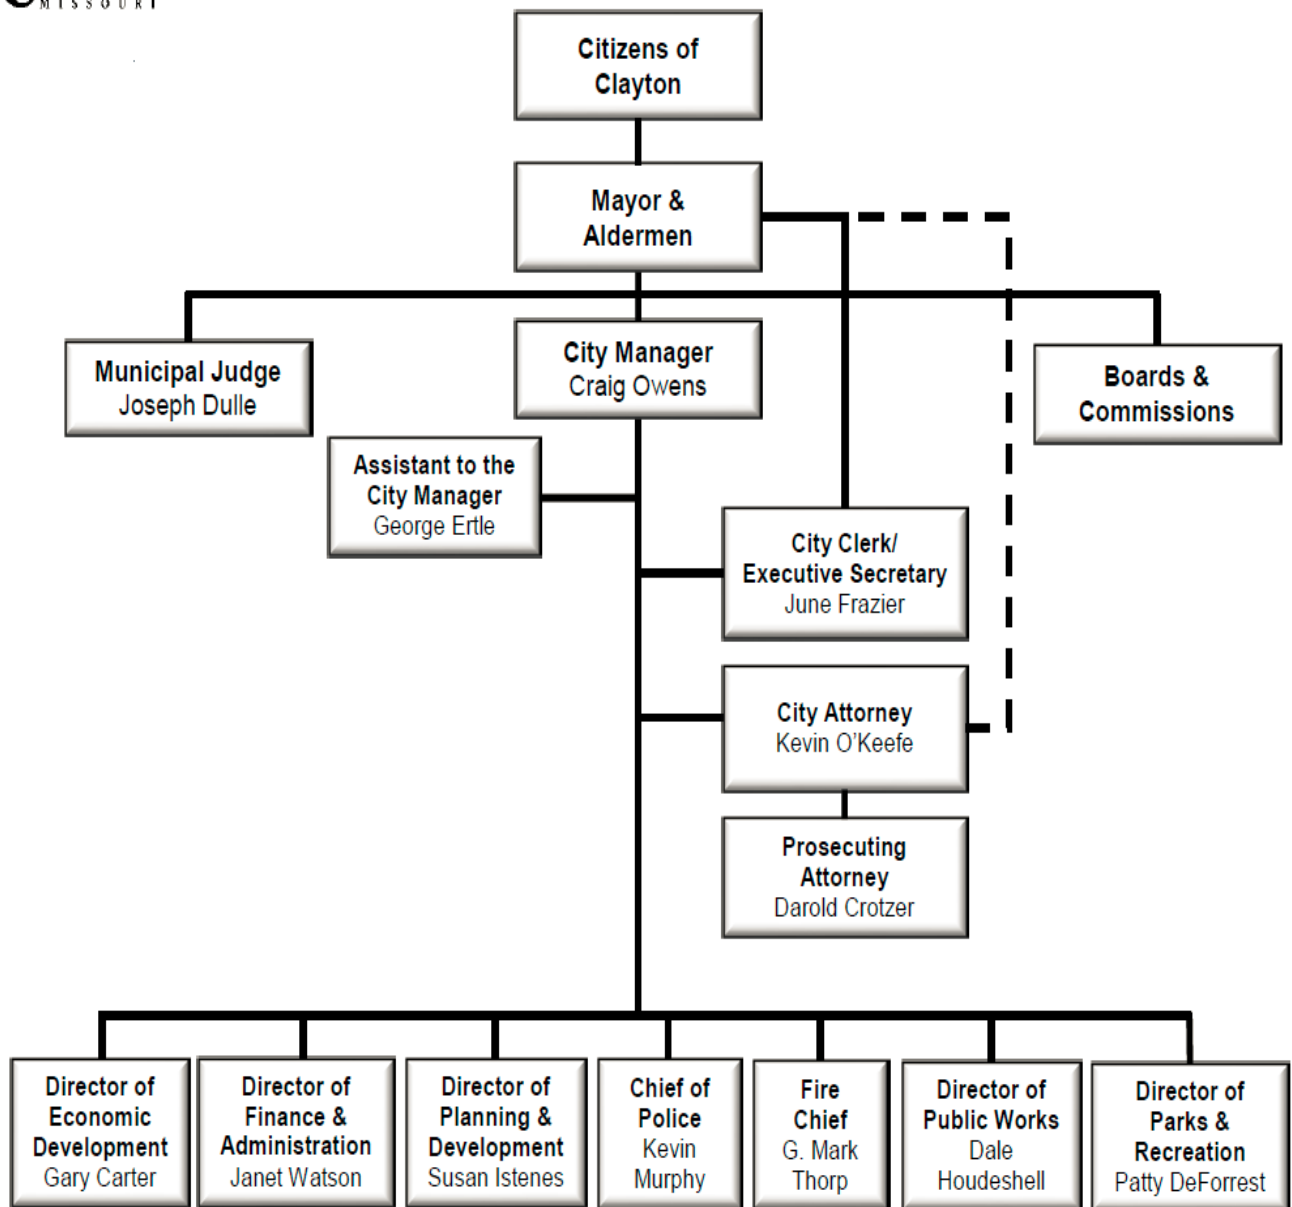 MISSOURI
Citizens of
Clayton
Mayor &
Aldermen
City Manager
Craig Owens
Municipal Judge
Joseph Dulle
Boards &
Commissions
Assistant to the
City Manager
George Ertle
City Clerk/
Executive Secretary
June Frazier
City Attorney
Kevin O'Keefe
Prosecuting
Attorney
Darold Crotzer
Director of
Economic
Development
Gary Carter
Director of
Finance &
Administration
Janet Watson
Director of
Planning &
Development
Susan Istenes
Chief of
Police
Kevin
Murphy
Fire
Chief
G. Mark
Thorp
Director of
Public Works
Dale
Houdeshell
Director of
Parks &
Recreation
Patty DeForrest